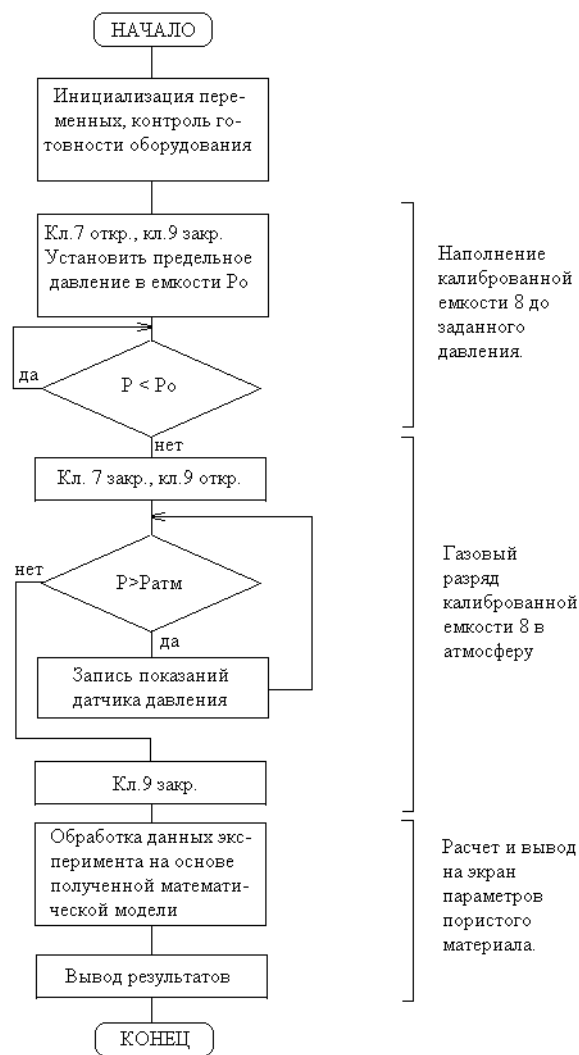 НАЧАЛО
Инициализация пере-
менных, контроль го-
товности оборудования
Кл.7 откр., кл.9 закр.
Установить предельное
давление в емкости Ро
Наполнение
калиброванной
емкости 8 до
заданного
давления.
да
Р < Ро
нет
Кл. 7 закр., кл.9 откр.
нет
Р>Ратм
да
Запись показаний
датчика давления
Газовый
разряд
калиброванной
емкости 8 в
атмосферу
Кл.9 закр.
Обработка данных экс-
перимента на основе
полученной математи-
ческой модели
Расчет и вывод
на экран
параметров
пористого
материала.
Вывод результатов
КОНЕЦ